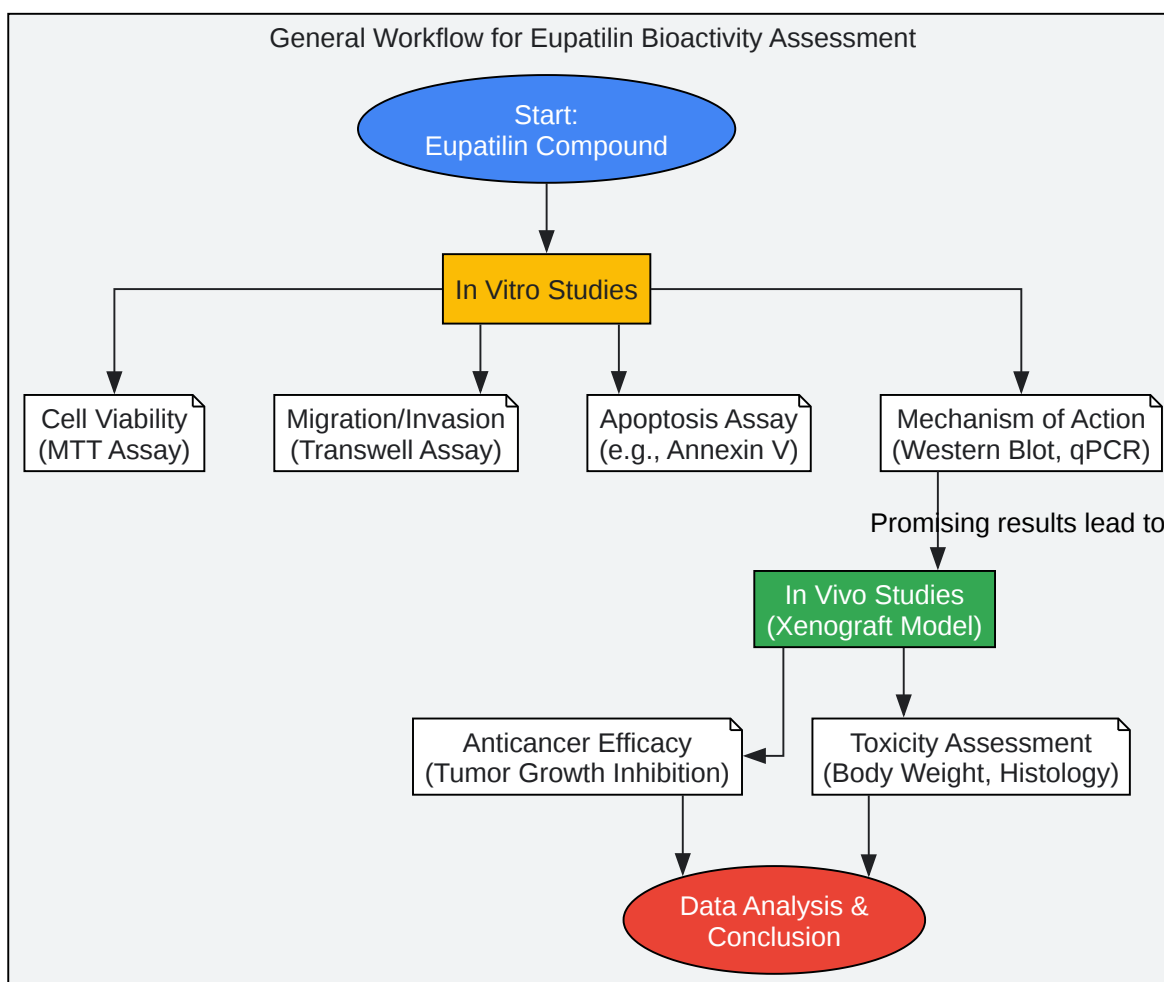 General Workflow for Eupatilin Bioactivity Assessment
Start:
Eupatilin Compound
In Vitro Studies
Cell Viability
(MTT Assay)
Migration/Invasion
(Transwell Assay)
Apoptosis Assay
(e.g., Annexin V)
Mechanism of Action
(Western Blot, qPCR)
Promising results lead to
In Vivo Studies
(Xenograft Model)
Anticancer Efficacy
(Tumor Growth Inhibition)
Toxicity Assessment
(Body Weight, Histology)
Data Analysis &
Conclusion